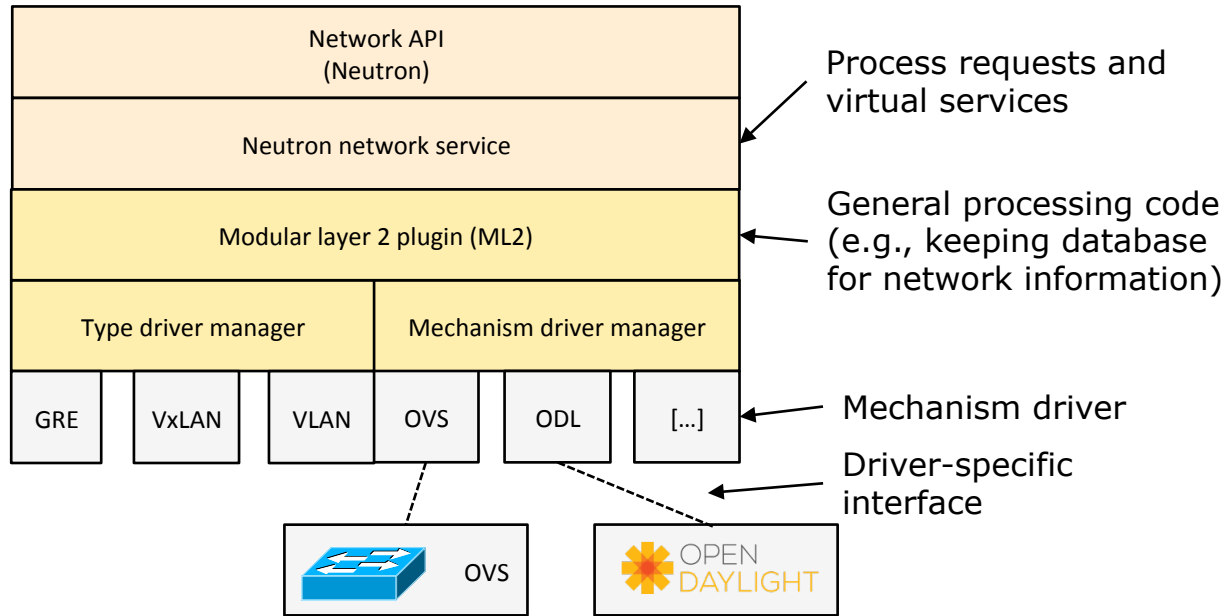 Network API
(Neutron)
Process requests and
virtual services
Neutron network service
General processing code
(e.g., keeping database
for network information)
Modular layer 2 plugin (ML2)
Type driver manager
Mechanism driver manager
GRE
VxLAN
VLAN
OVS
ODL
[...]
Mechanism driver
Driver-specific
interface
OVS
OPEN
DAYLIGHT